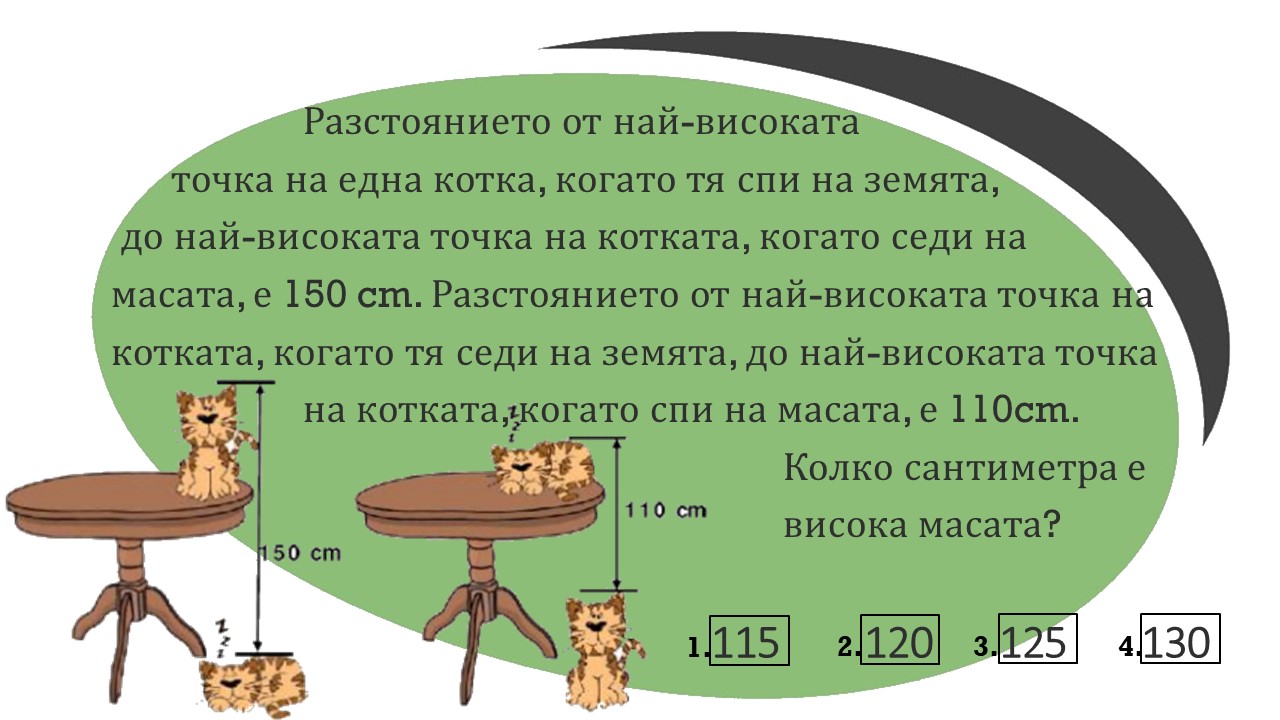 Разстоянието от най-високата
точка на една котка, когато тя спи на земята,
до най-високата точка на котката, когато седи на
масата, е 150 cm. Разстоянието от най-високата точка на
котката, когато тя седи на земята, до най-високата точка
на котката, когато спи на масата, е 110cm.
Колко сантиметра е
висока масата?
z z z
110 cm
150 cm
z z z
1. 115 2. 120 3. 125 4. 130